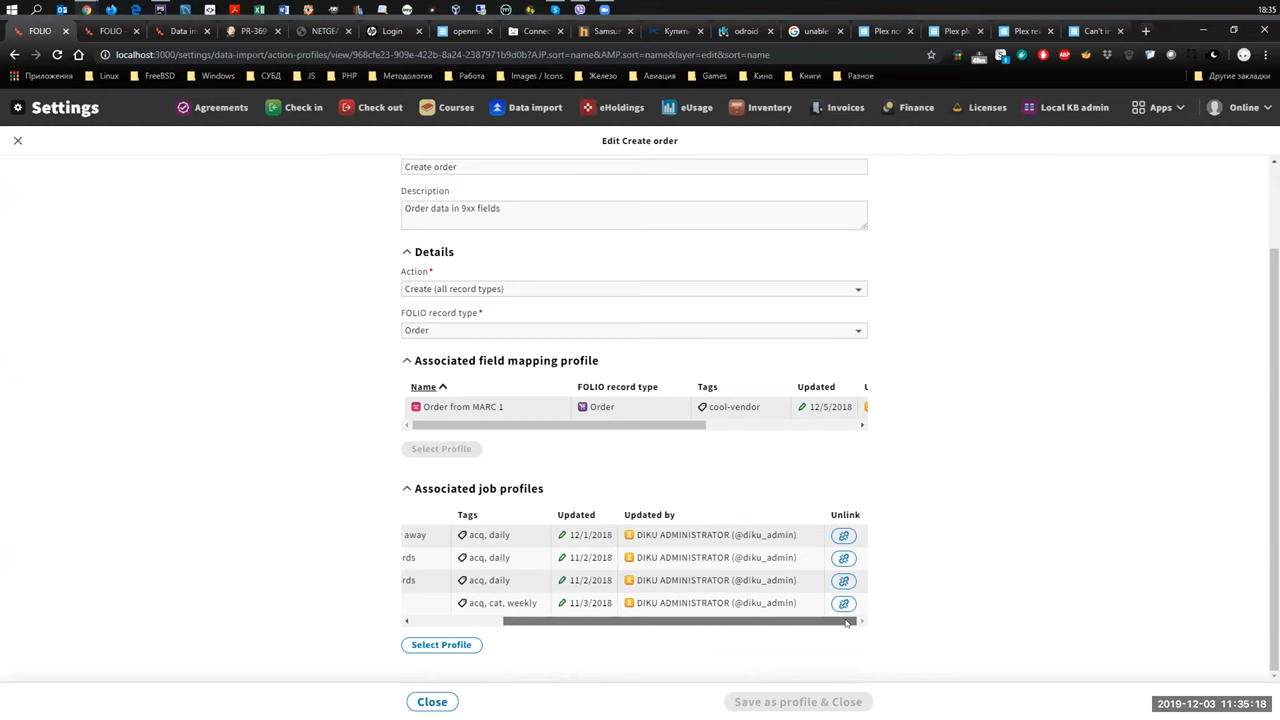 18:35
FOLIO
FOLIO -
Data im
PR-369
NETGEA
Login
openm
Connec
Samsu
Купить
odroid
unable
Plex no
Plex pl
Plex re
Can't i
localhost:3000/settings/data-import/action-profiles/view/968cfe23-909e-422b-8a24-2387971b9d0b?AJP.sort=name&AMP.sort=name&layer=edit&sort=name
Приложения
Linux
FreeBSD
Windows
СУБД
JS
PHP
Методология
Работа
Images / Icons
Железо
Авиация
Games
Кино
Книги
Разное
Другие закладки
Settings
Agreements
Check in
Check out
Courses
Data import
eHoldings
eUsage
Inventory
Invoices
Finance
Licenses
Local KB admin
Apps
Online
Edit Create order
Create order
Description
Order data in 9xx fields
Details
Action*
Create (all record types)
FOLIO record type*
Order
Associated field mapping profile
Name FOLIO record type Tags Updated U
Order from MARC 1 Order cool-vendor 12/5/2018
Select Profile
Associated job profiles
Tags Updated Updated by Unlink
away acq, daily 12/1/2018 DIKU ADMINISTRATOR (@diku_admin)
rds acq, daily 11/2/2018 DIKU ADMINISTRATOR (@diku_admin)
rds acq, daily 11/2/2018 DIKU ADMINISTRATOR (@diku_admin)
acq, cat, weekly 11/3/2018 DIKU ADMINISTRATOR (@diku_admin)
Select Profile
Close
Save as profile & Close
2019-12-03 11:35:18